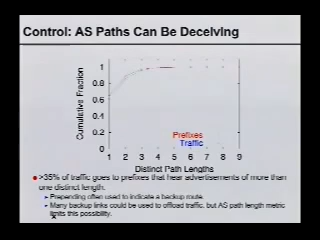 Control: AS Paths Can Be Deceiving
Cumulative Fraction
1
0.8
0.6
0.4
0.2
0
1 2 3 4 5 6 7 8 9
Prefixes
Traffic
Distinct Path Lengths
>35% of traffic goes to prefixes that hear advertisements of more than
one distinct length.
Prepending often used to indicate a backup route.
Many backup links could be used to offload traffic, but AS path length metric
limits this possibility.